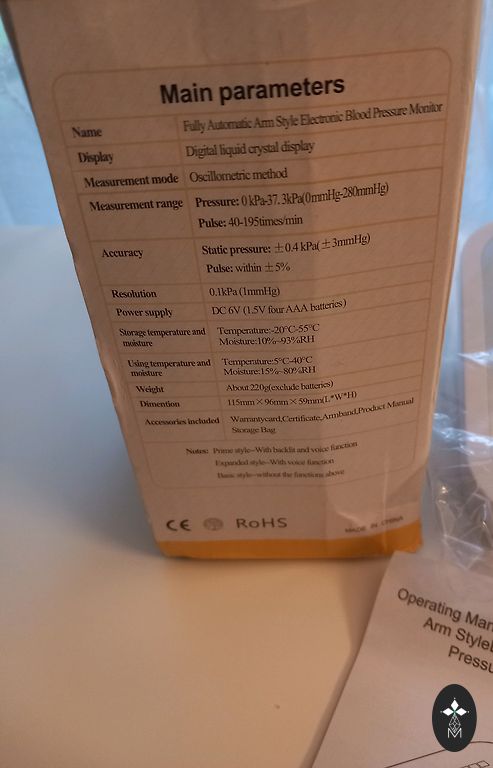 Main parameters
Name Fully Automatic Arm Style Electronic Blood Pressure Monitor
Display Digital liquid crystal display
Measurement mode Oscillometric method
Measurement range Pressure: 0 kPa-37. 3kPa(0mmHg-280mmHg)
Pulse: 40-195times/min
Accuracy Static pressure: ±0.4 kPa(±3mmHg)
Pulse: within ±5%
Resolution 0.1kPa (1mmHg)
Power supply DC 6V (1.5V four AAA batteries)
Storage temperature and moisture Temperature:-20°C-55°C
Moisture:10%~93%RH
Using temperature and moisture Temperature:5°C-40°C
Moisture:15%~80%RH
Weight About 220g(exclude batteries)
Dimention 115mm×96mm×59mm(L*W*H)
Accessories included Warrantycard,Certificate,Armband,Product Manual
Storage Bag
Notes: Prime style--With backlit and voice function
Expanded style--With voice function
Basic style--without the functions above
CE RoHS MADE IN CHINA
Operating Man
Arm Style
Pressu
M